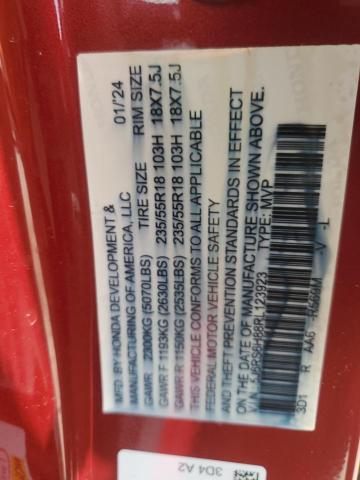 MFD. BY HONDA DEVELOPMENT &
MANUFACTURING OF AMERICA, LLC 01/'24
GAWR 2300KG (5070LBS) TIRE SIZE RIM SIZE
GAWR F 1193KG (2630LBS) 235/55R18 103H 18X7.5J
GAWR R 1150KG (2535LBS) 235/55R18 103H 18X7.5J
THIS VEHICLE CONFORMS TO ALL APPLICABLE
FEDERAL MOTOR VEHICLE SAFETY
AND THEFT PREVENTION STANDARDS IN EFFECT
ON THE DATE OF MANUFACTURE SHOWN ABOVE.
V.I.N.: TYPE: MVP
3D1 R AA6 V -L
3D4 A2